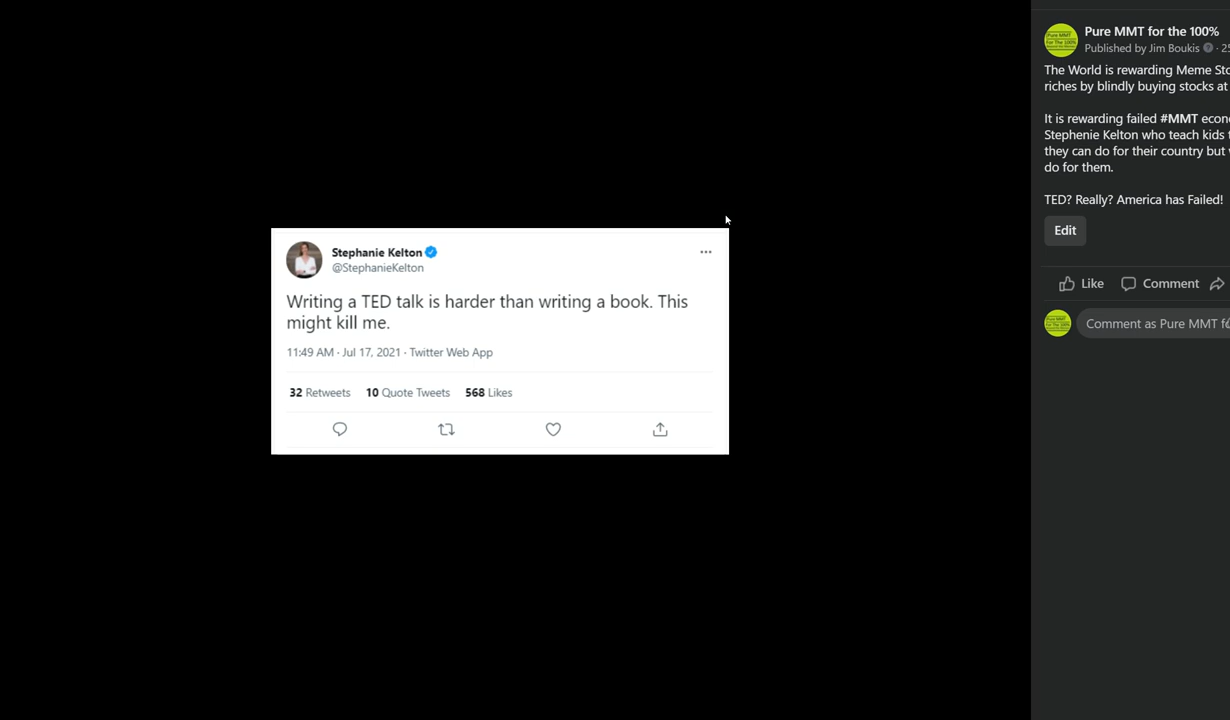 Stephanie Kelton
@StephanieKelton
Writing a TED talk is harder than writing a book. This
might kill me.
11:49 AM · Jul 17, 2021 · Twitter Web App
32 Retweets 10 Quote Tweets 568 Likes
Pure MMT for the 100%
Published by Jim Boukis · 25
The World is rewarding Meme Sto
riches by blindly buying stocks at
It is rewarding failed #MMT econ
Stephenie Kelton who teach kids
they can do for their country but
do for them.
TED? Really? America has Failed!
Edit
Like Comment
Comment as Pure MMT fo